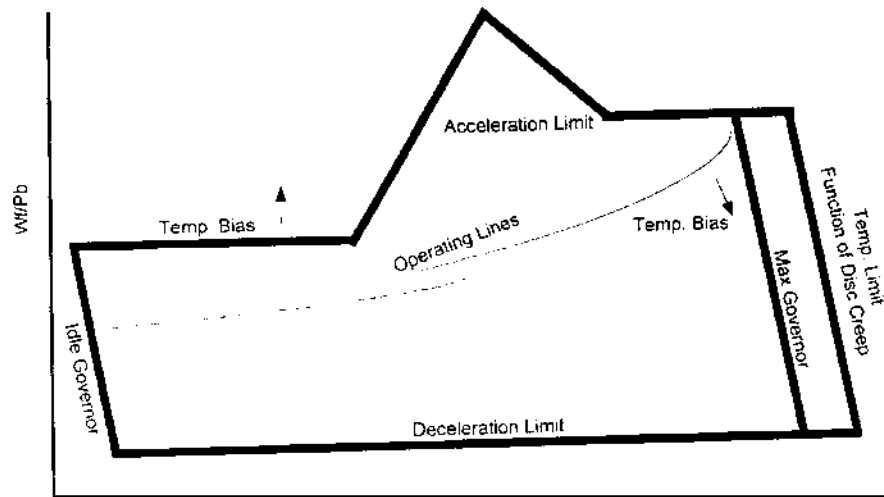 Acceleration Limit
Wf/Pb
Temp Bias
Temp. Bias
Operating Lines
Temp. Limit
Function of Disc Creep
Max Governor
Idle Governor
Deceleration Limit